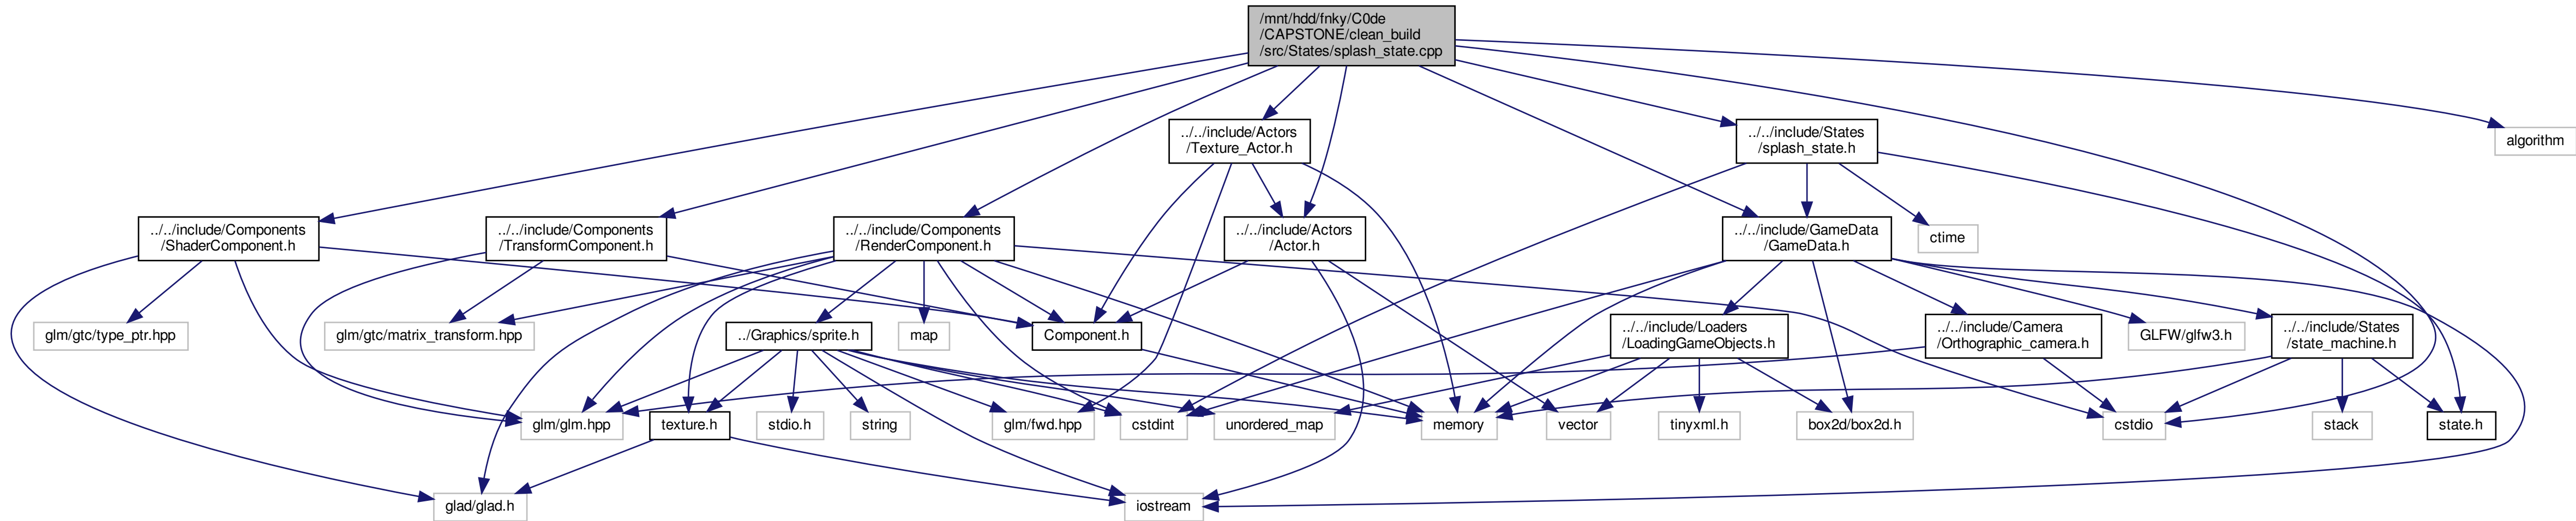 /mnt/hdd/fnky/C0de
/CAPSTONE/clean_build
/src/States/splash_state.cpp
../../include/Actors
/Texture_Actor.h
../../include/States
/splash_state.h
algorithm
../../include/Components
/ShaderComponent.h
../../include/Components
/TransformComponent.h
../../include/Components
/RenderComponent.h
../../include/Actors
/Actor.h
../../include/GameData
/GameData.h
ctime
glm/gtc/type_ptr.hpp
glm/gtc/matrix_transform.hpp
../Graphics/sprite.h
map
Component.h
../../include/Loaders
/LoadingGameObjects.h
../../include/Camera
/Orthographic_camera.h
GLFW/glfw3.h
../../include/States
/state_machine.h
glm/glm.hpp
texture.h
stdio.h
string
glm/fwd.hpp
cstdint
unordered_map
memory
vector
tinyxml.h
box2d/box2d.h
cstdio
stack
state.h
glad/glad.h
iostream